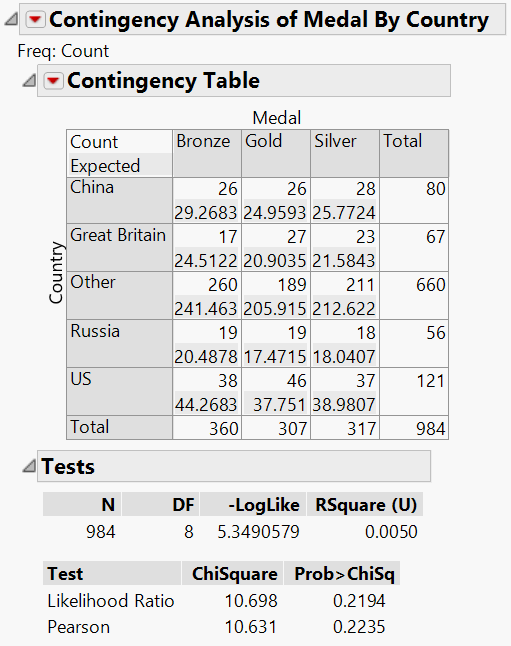 Contingency Analysis of Medal By Country
Freq: Count
Contingency Table
Medal
Count Bronze Gold Silver Total
Expected
Country
China 26 26 28 80
29.2683 24.9593 25.7724
Great Britain 17 27 23 67
24.5122 20.9035 21.5843
Other 260 189 211 660
241.463 205.915 212.622
Russia 19 19 18 56
20.4878 17.4715 18.0407
US 38 46 37 121
44.2683 37.751 38.9807
Total 360 307 317 984
Tests
N DF -LogLike RSquare (U)
984 8 5.3490579 0.0050
Test ChiSquare Prob>ChiSq
Likelihood Ratio 10.698 0.2194
Pearson 10.631 0.2235